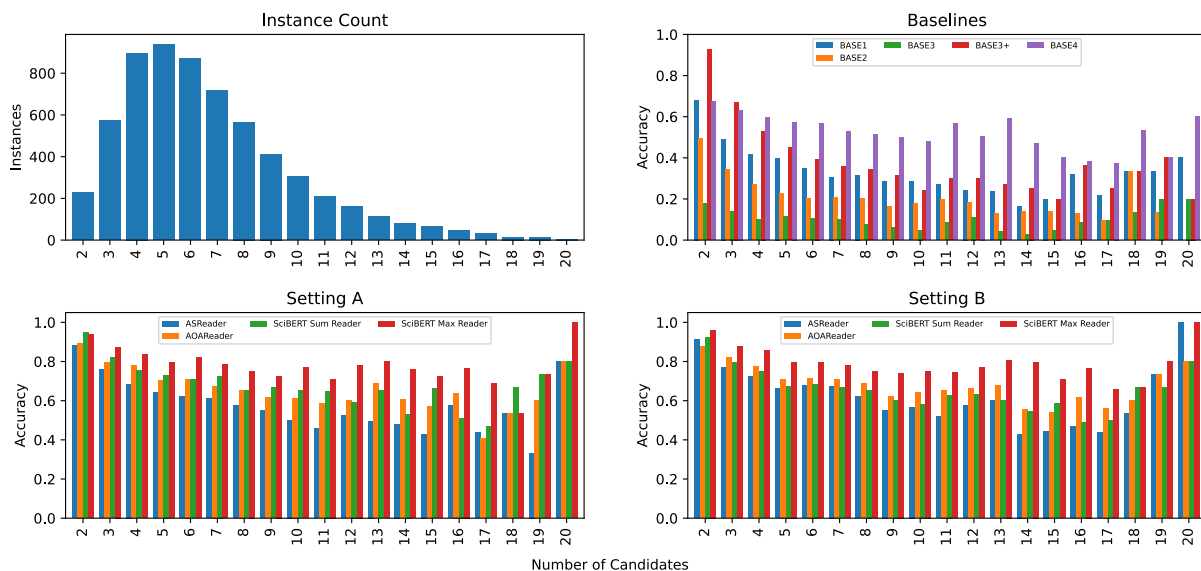 Instance Count
Instances
800
600
400
200
0
2 3 4 5 6 7 8 9 10 11 12 13 14 15 16 17 18 19 20
Baselines
BASE1 BASE3 BASE3+ BASE4
BASE2
Accuracy
1.0
0.8
0.6
0.4
0.2
0.0
2 3 4 5 6 7 8 9 10 11 12 13 14 15 16 17 18 19 20
Setting A
ASReader SciBERT Sum Reader SciBERT Max Reader
AOAReader
Accuracy
1.0
0.8
0.6
0.4
0.2
0.0
2 3 4 5 6 7 8 9 10 11 12 13 14 15 16 17 18 19 20
Setting B
ASReader SciBERT Sum Reader SciBERT Max Reader
AOAReader
Accuracy
1.0
0.8
0.6
0.4
0.2
0.0
2 3 4 5 6 7 8 9 10 11 12 13 14 15 16 17 18 19 20
Number of Candidates